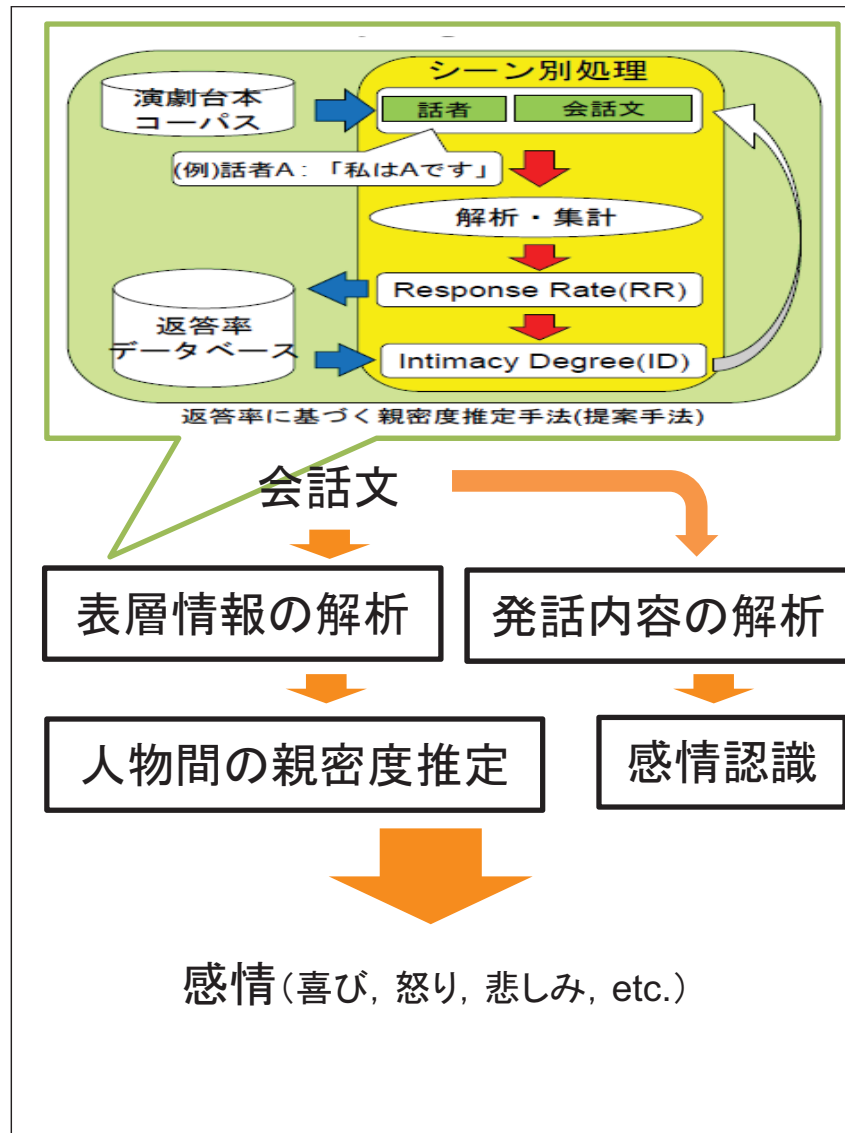 シーン別処理
演劇台本
コーパス
話者
会話文
(例)話者A：「私はAです」
解析・集計
Response Rate(RR)
返答率
データベース
Intimacy Degree(ID)
返答率に基づく親密度推定手法(提案手法)
会話文
表層情報の解析
発話内容の解析
人物間の親密度推定
感情認識
感情（喜び，怒り，悲しみ，etc.）